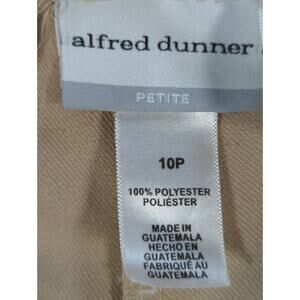 alfred dunner
PETITE
10P
100% POLYESTER
POLIÉSTER
MADE IN
GUATEMALA
HECHO EN
GUATEMALA
FABRIQUÉ AU
GUATEMALA